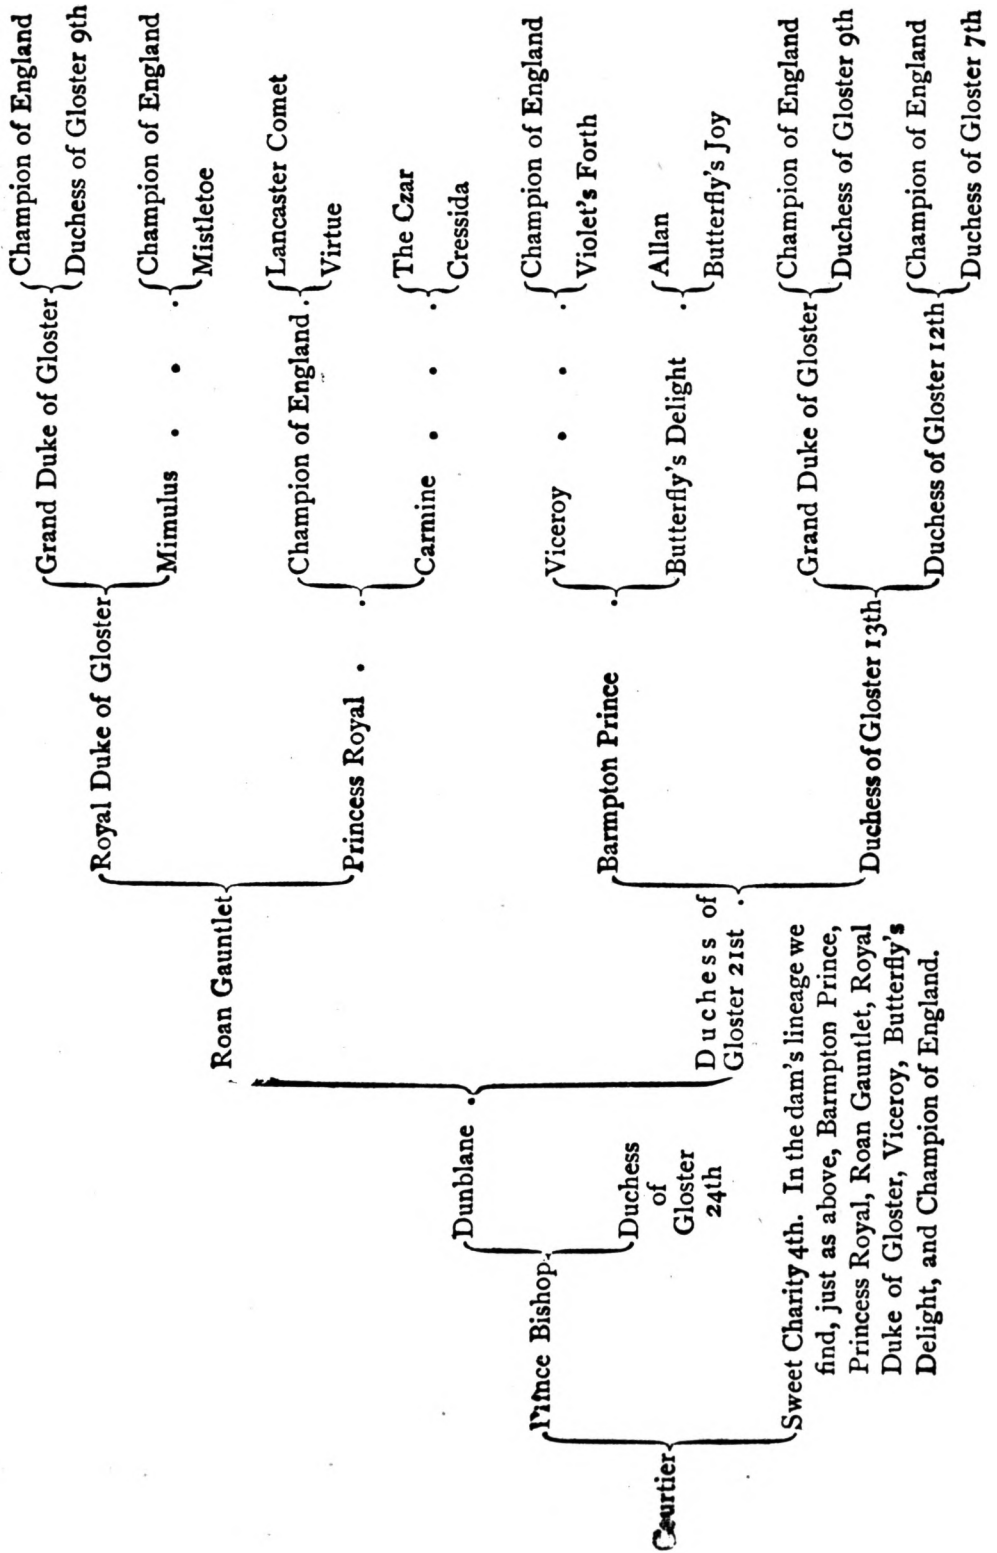 Courtier
Prince Bishop
Sweet Charity 4th. In the dam's lineage we
find, just as above, Barmpton Prince,
Princess Royal, Roan Gauntlet, Royal
Duke of Gloster, Viceroy, Butterfly's
Delight, and Champion of England.
Dunblane .
Duchess
of
Gloster
24th
Roan Gauntlet
Duchess of
Gloster 21st .
Royal Duke of Gloster
Princess Royal . .
Barmpton Prince .
Duchess of Gloster 13th
Grand Duke of Gloster
Mimulus . . .
Champion of England .
Carmine . . .
Viceroy . . .
Butterfly's Delight .
Grand Duke of Gloster
Duchess of Gloster 12th
Champion of England
Duchess of Gloster 9th
Champion of England
Mistletoe
Lancaster Comet
Virtue
The Czar
Cressida
Champion of England
Violet's Forth
Allan
Butterfly's Joy
Champion of England
Duchess of Gloster 9th
Champion of England
Duchess of Gloster 7th